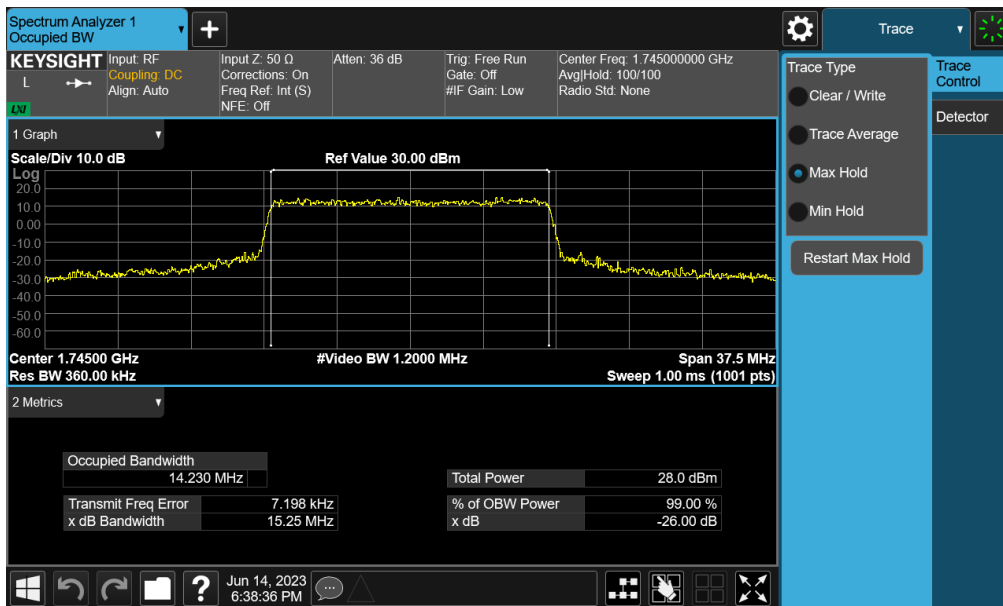 Spectrum Analyzer 1
Occupied BW
Trace
KEYSIGHT
L
LXI
Input: RF
Coupling: DC
Align: Auto
Input Z: 50 Ω
Corrections: On
Freq Ref: Int (S)
NFE: Off
Atten: 36 dB
Trig: Free Run
Gate: Off
#IF Gain: Low
Center Freq: 1.745000000 GHz
Avg|Hold: 100/100
Radio Std: None
Trace Type
Clear / Write
Trace Average
Max Hold
Min Hold
Restart Max Hold
Trace
Control
Detector
1 Graph
Scale/Div 10.0 dB
Ref Value 30.00 dBm
Log
20.0
10.0
0.00
-10.0
-20.0
-30.0
-40.0
-50.0
-60.0
Center 1.74500 GHz
#Video BW 1.2000 MHz
Span 37.5 MHz
Res BW 360.00 kHz
Sweep 1.00 ms (1001 pts)
2 Metrics
Occupied Bandwidth
14.230 MHz
Total Power 28.0 dBm
Transmit Freq Error 7.198 kHz
% of OBW Power 99.00 %
x dB Bandwidth 15.25 MHz
x dB -26.00 dB
?
Jun 14, 2023
6:38:36 PM